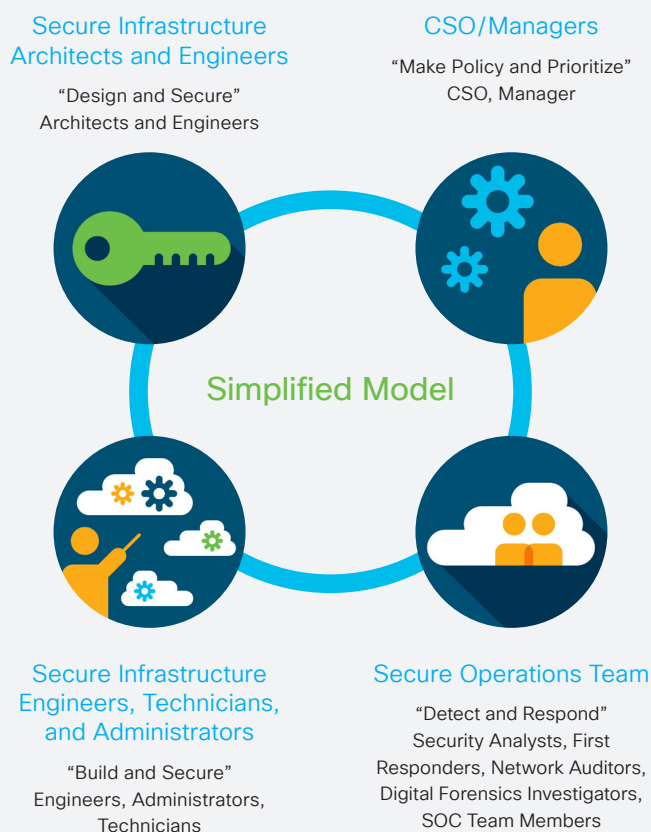 Secure Infrastructure
Architects and Engineers
“Design and Secure”
Architects and Engineers
CSO/Managers
“Make Policy and Prioritize”
CSO, Manager
Simplified Model
Secure Infrastructure
Engineers, Technicians,
and Administrators
“Build and Secure”
Engineers, Administrators,
Technicians
Secure Operations Team
“Detect and Respond”
Security Analysts, First
Responders, Network Auditors,
Digital Forensics Investigators,
SOC Team Members